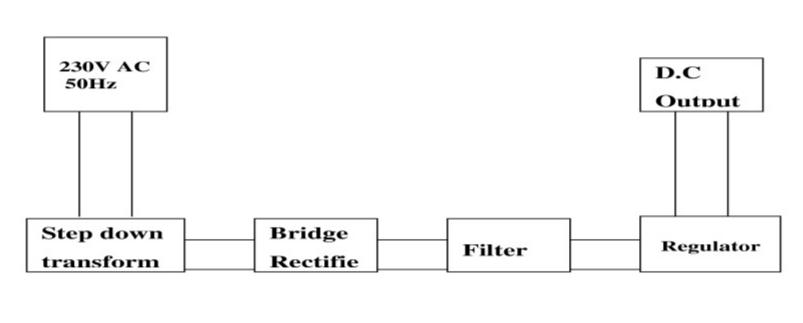 230V AC
50Hz
D.C
Output
Step down
transform
Bridge
Rectifie
Filter
Regulator